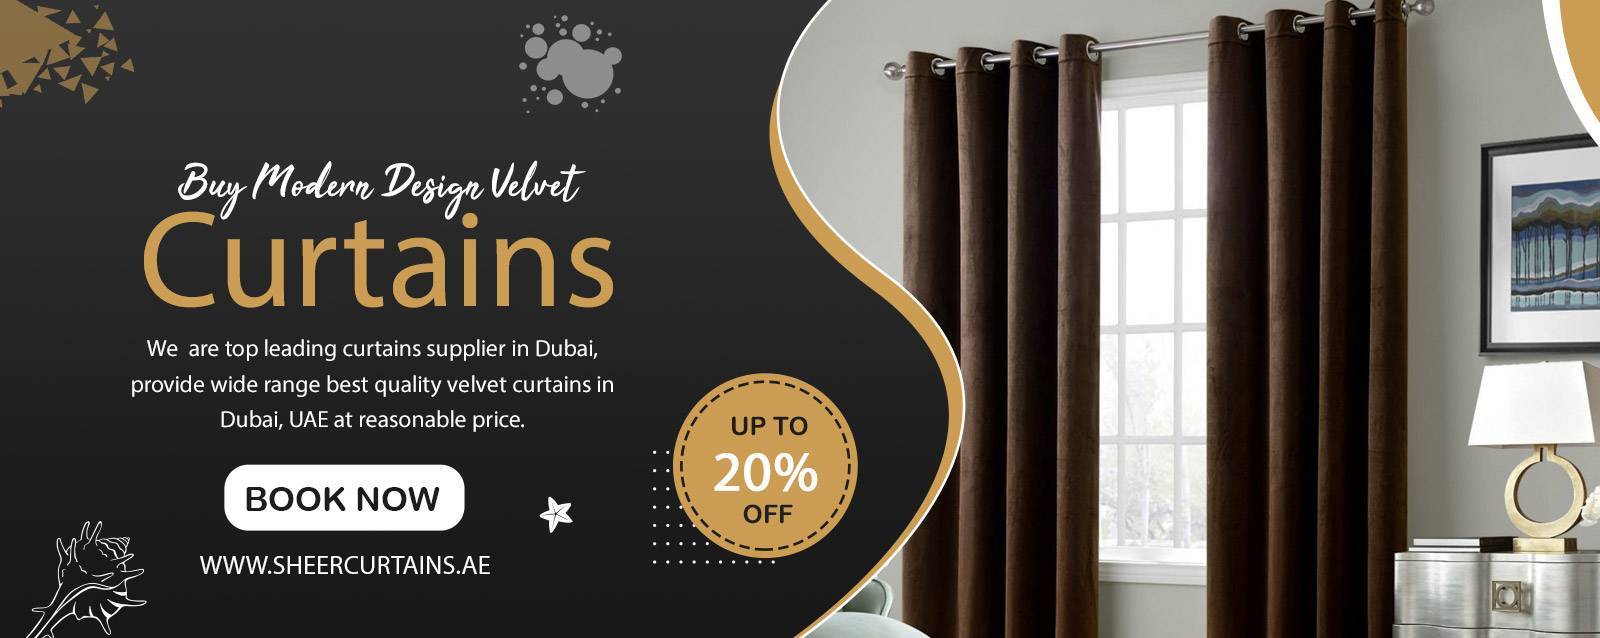 Buy Modern Design Velvet
Curtains
We are top leading curtains supplier in Dubai,
provide wide range best quality velvet curtains in
Dubai, UAE at reasonable price.
UP TO
20%
OFF
BOOK NOW
WWW.SHEERCURTAINS.AE